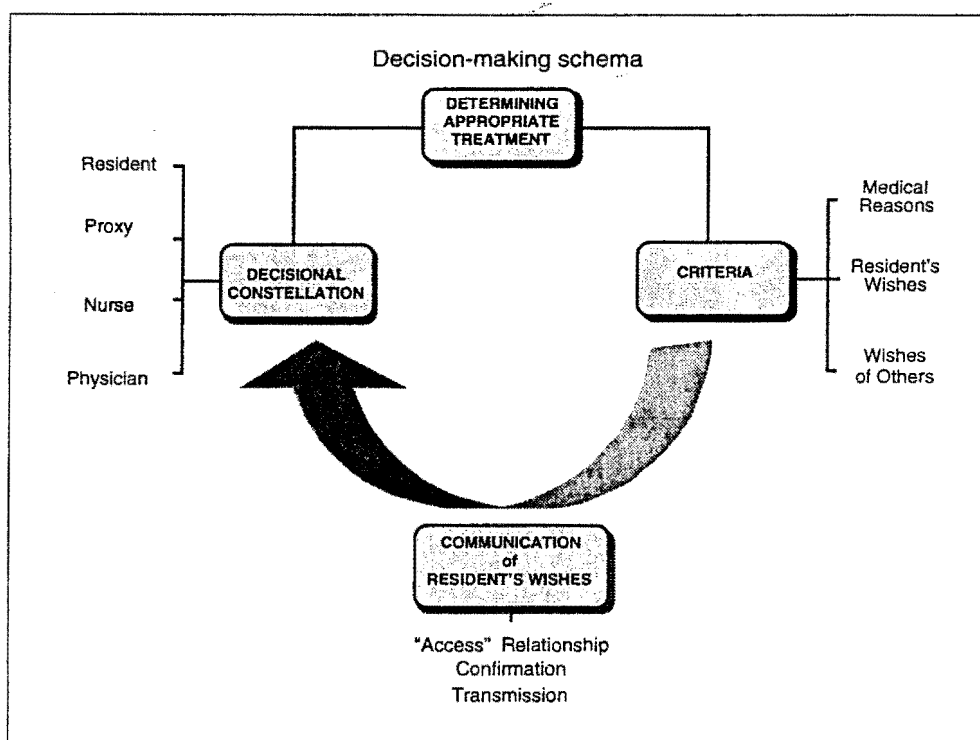 Decision-making schema
DETERMINING
APPROPRIATE
TREATMENT
Resident
Proxy
Nurse
Physician
DECISIONAL
CONSTELLATION
CRITERIA
Medical
Reasons
Resident's
Wishes
Wishes
of Others
COMMUNICATION
of
RESIDENT'S WISHES
"Access" Relationship
Confirmation
Transmission